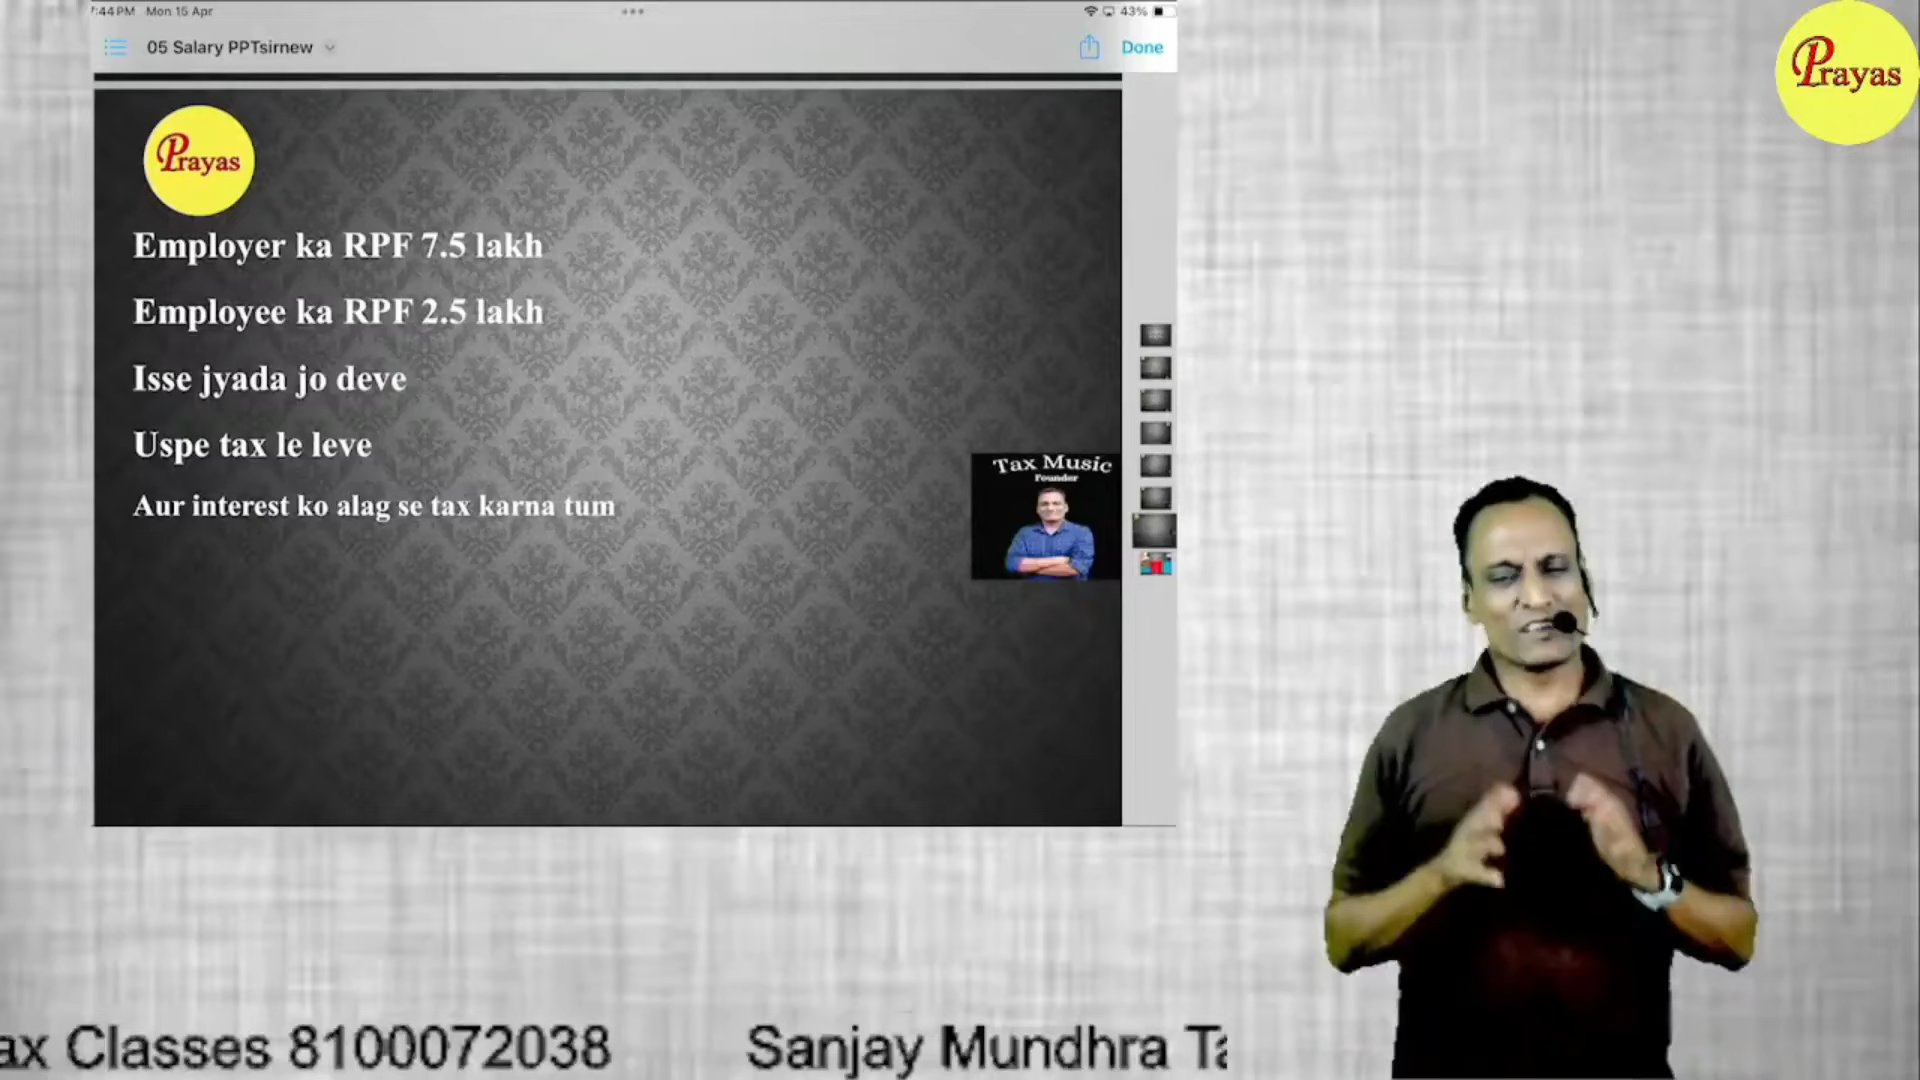 :44 PM Mon 15 Apr
43%
05 Salary PPTsirnew
Done
Prayas
Prayas
Employer ka RPF 7.5 lakh
Employee ka RPF 2.5 lakh
Isse jyada jo deve
Uspe tax le leve
Aur interest ko alag se tax karna tum
Tax Music
Founder
ax Classes 8100072038 Sanjay Mundhra Ta